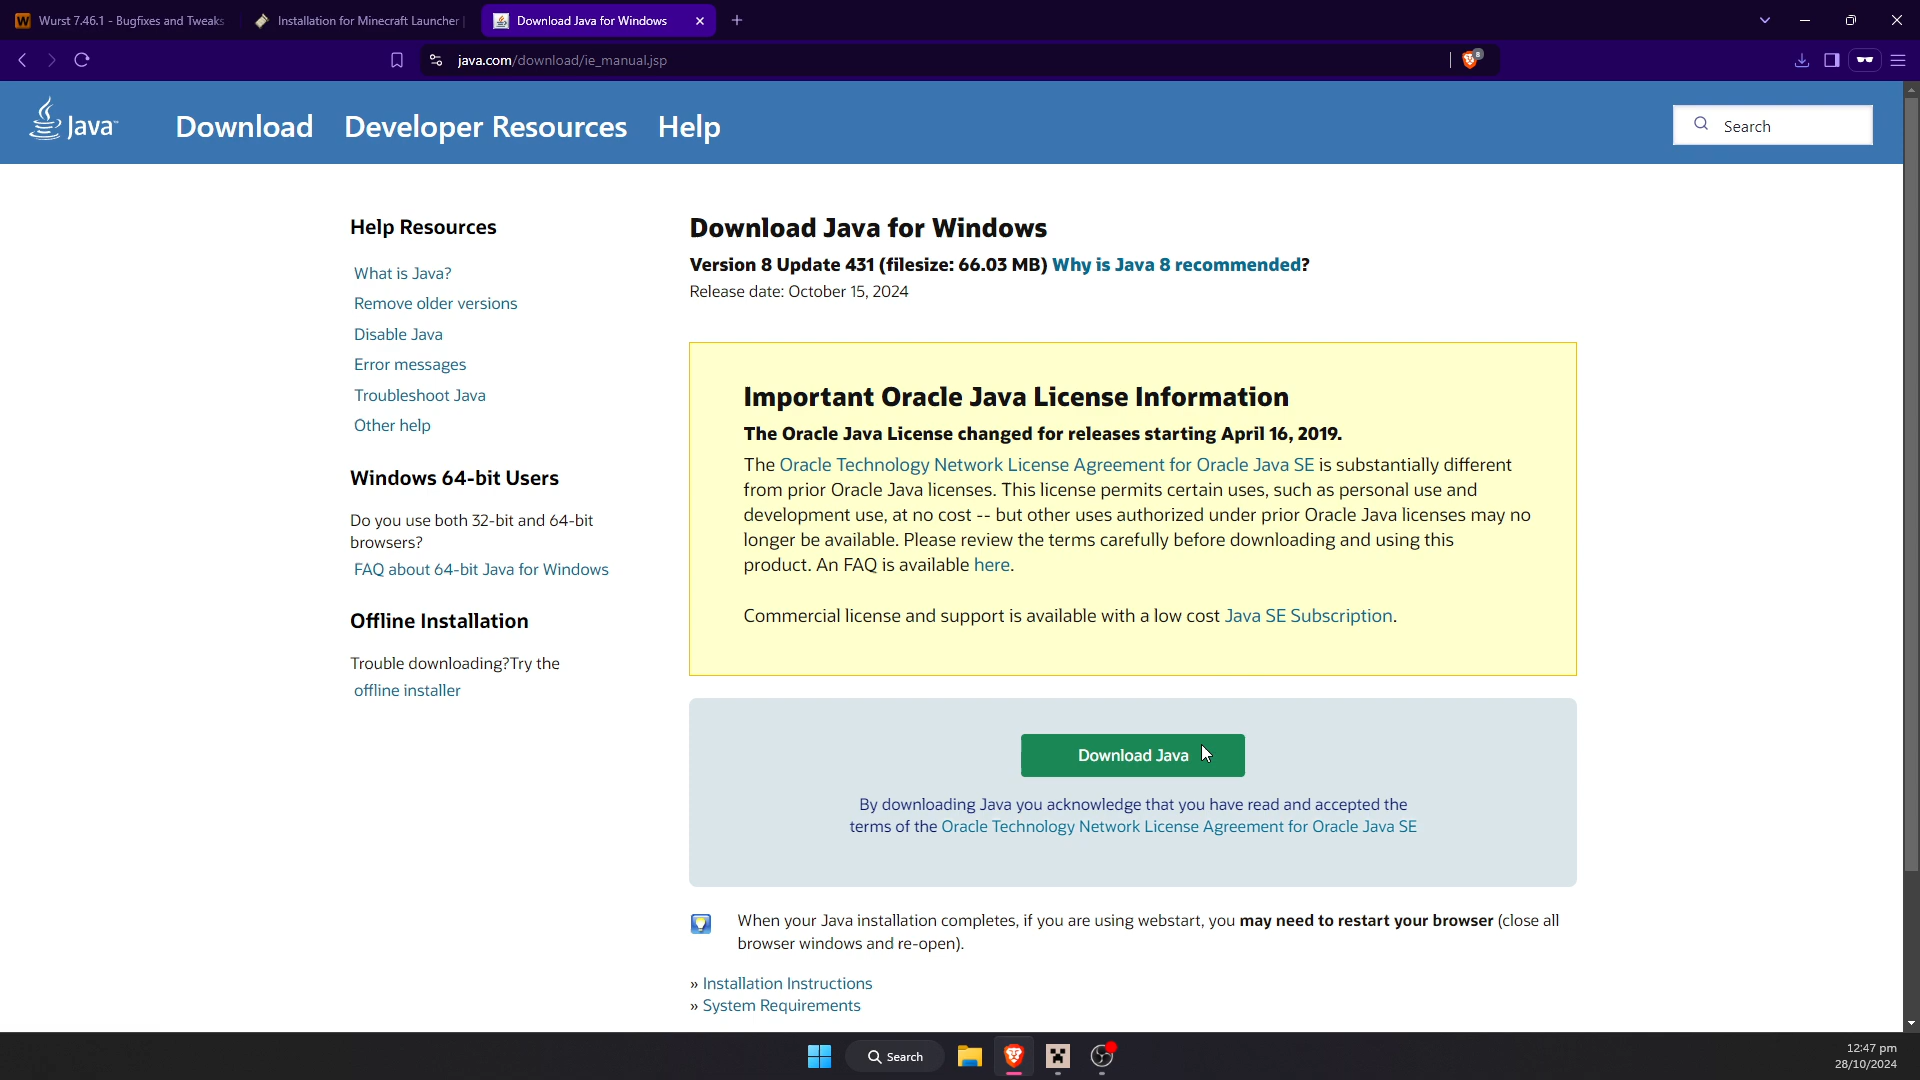 Wurst 7.46.1 - Bugfixes and Tweaks
Installation for Minecraft Launcher |
Download Java for Windows
java.com/download/ie_manual.jsp
8
Java™
Download
Developer Resources
Help
Search
Help Resources
What is Java?
Remove older versions
Disable Java
Error messages
Troubleshoot Java
Other help
Windows 64-bit Users
Do you use both 32-bit and 64-bit
browsers?
FAQ about 64-bit Java for Windows
Offline Installation
Trouble downloading?Try the
offline installer
Download Java for Windows
Version 8 Update 431 (filesize: 66.03 MB) Why is Java 8 recommended?
Release date: October 15, 2024
Important Oracle Java License Information
The Oracle Java License changed for releases starting April 16, 2019.
The Oracle Technology Network License Agreement for Oracle Java SE is substantially different
from prior Oracle Java licenses. This license permits certain uses, such as personal use and
development use, at no cost -- but other uses authorized under prior Oracle Java licenses may no
longer be available. Please review the terms carefully before downloading and using this
product. An FAQ is available here.
Commercial license and support is available with a low cost Java SE Subscription.
Download Java
By downloading Java you acknowledge that you have read and accepted the
terms of the Oracle Technology Network License Agreement for Oracle Java SE
When your Java installation completes, if you are using webstart, you may need to restart your browser (close all
browser windows and re-open).
» Installation Instructions
» System Requirements
Search
12:47 pm
28/10/2024